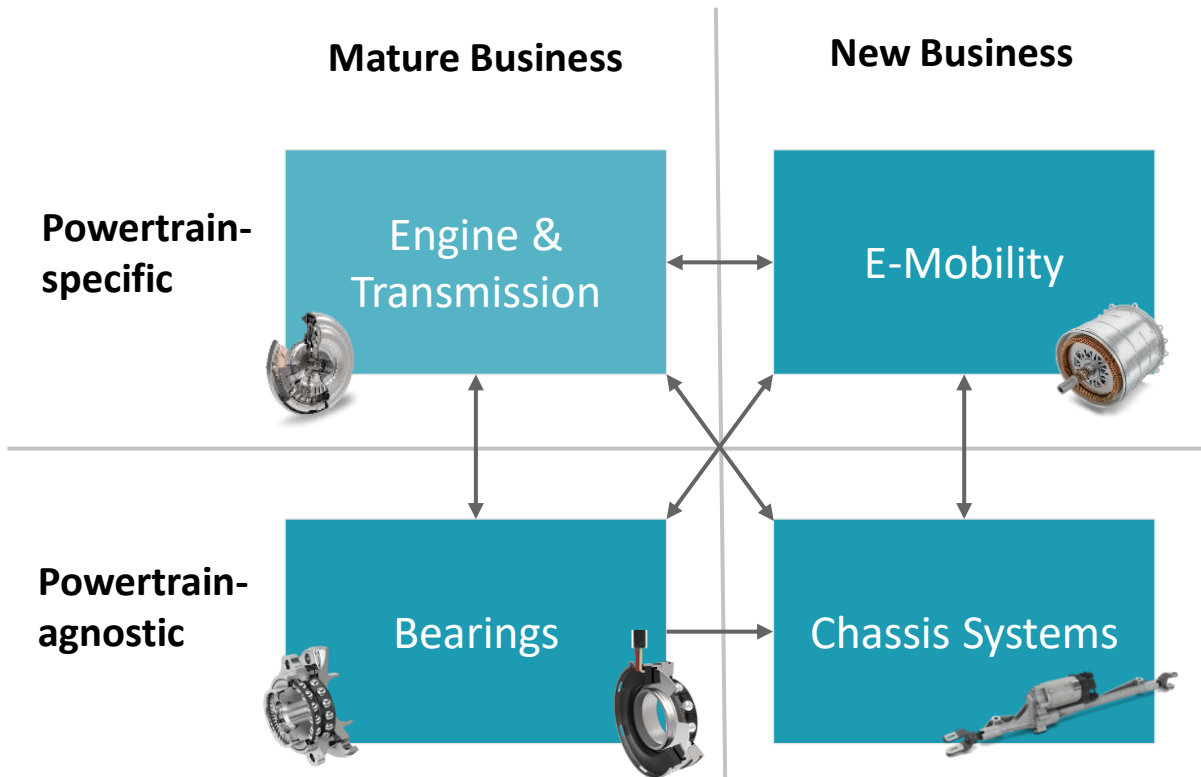 Mature Business
New Business
Powertrain-
specific
Engine &
Transmission
E-Mobility
Powertrain-
agnostic
Bearings
Chassis Systems